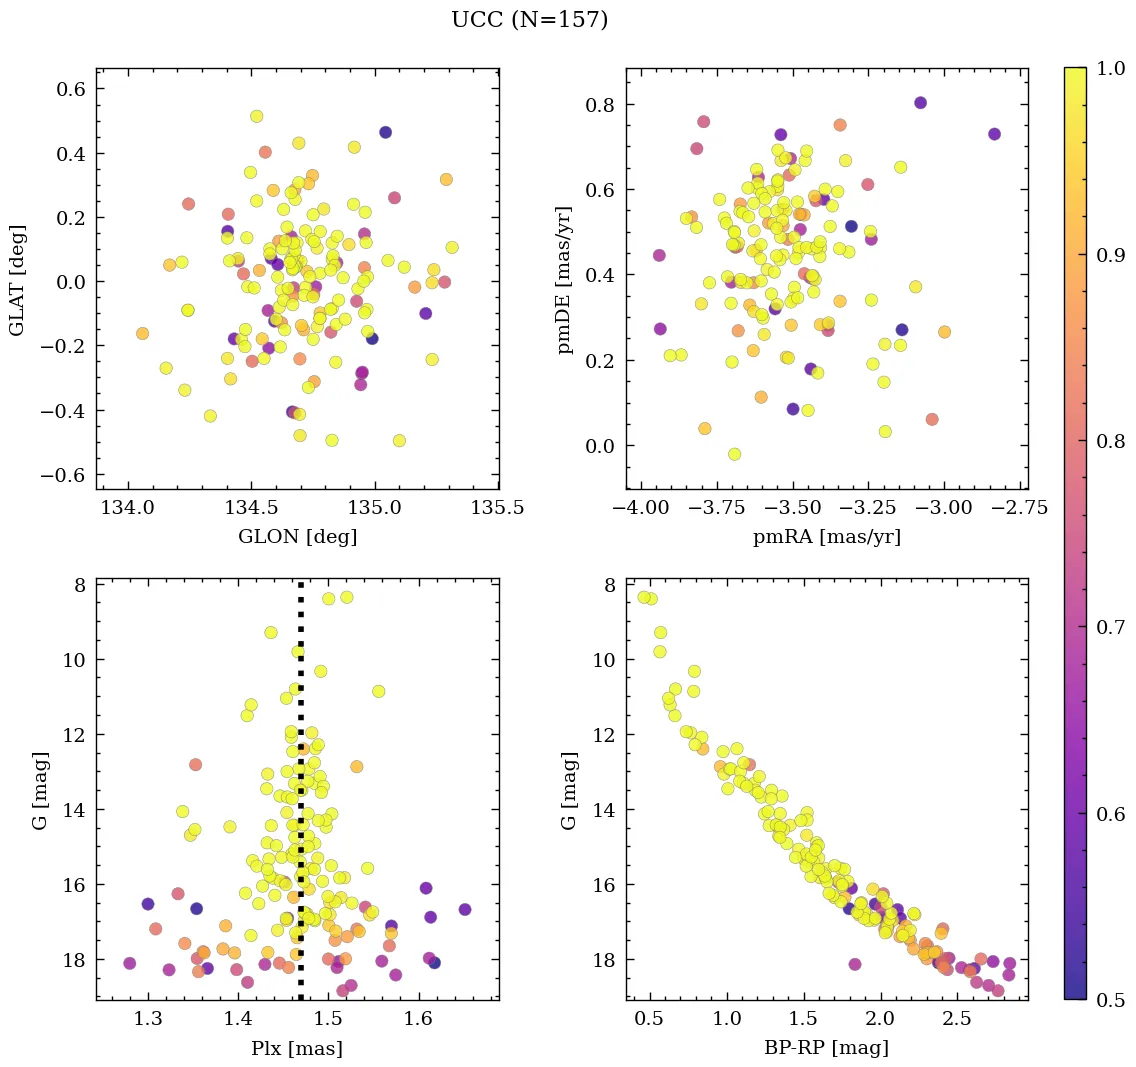 UCC (N=157)
0.6
0.4
0.2
0.0
−0.2
−0.4
−0.6
GLAT [deg]
134.0 134.5 135.0 135.5
GLON [deg]
0.8
0.6
0.4
0.2
0.0
pmDE [mas/yr]
−4.00 −3.75 −3.50 −3.25 −3.00 −2.75
pmRA [mas/yr]
8
10
12
14
16
18
G [mag]
1.3 1.4 1.5 1.6
Plx [mas]
8
10
12
14
16
18
G [mag]
0.5 1.0 1.5 2.0 2.5
BP-RP [mag]
1.0
0.9
0.8
0.7
0.6
0.5